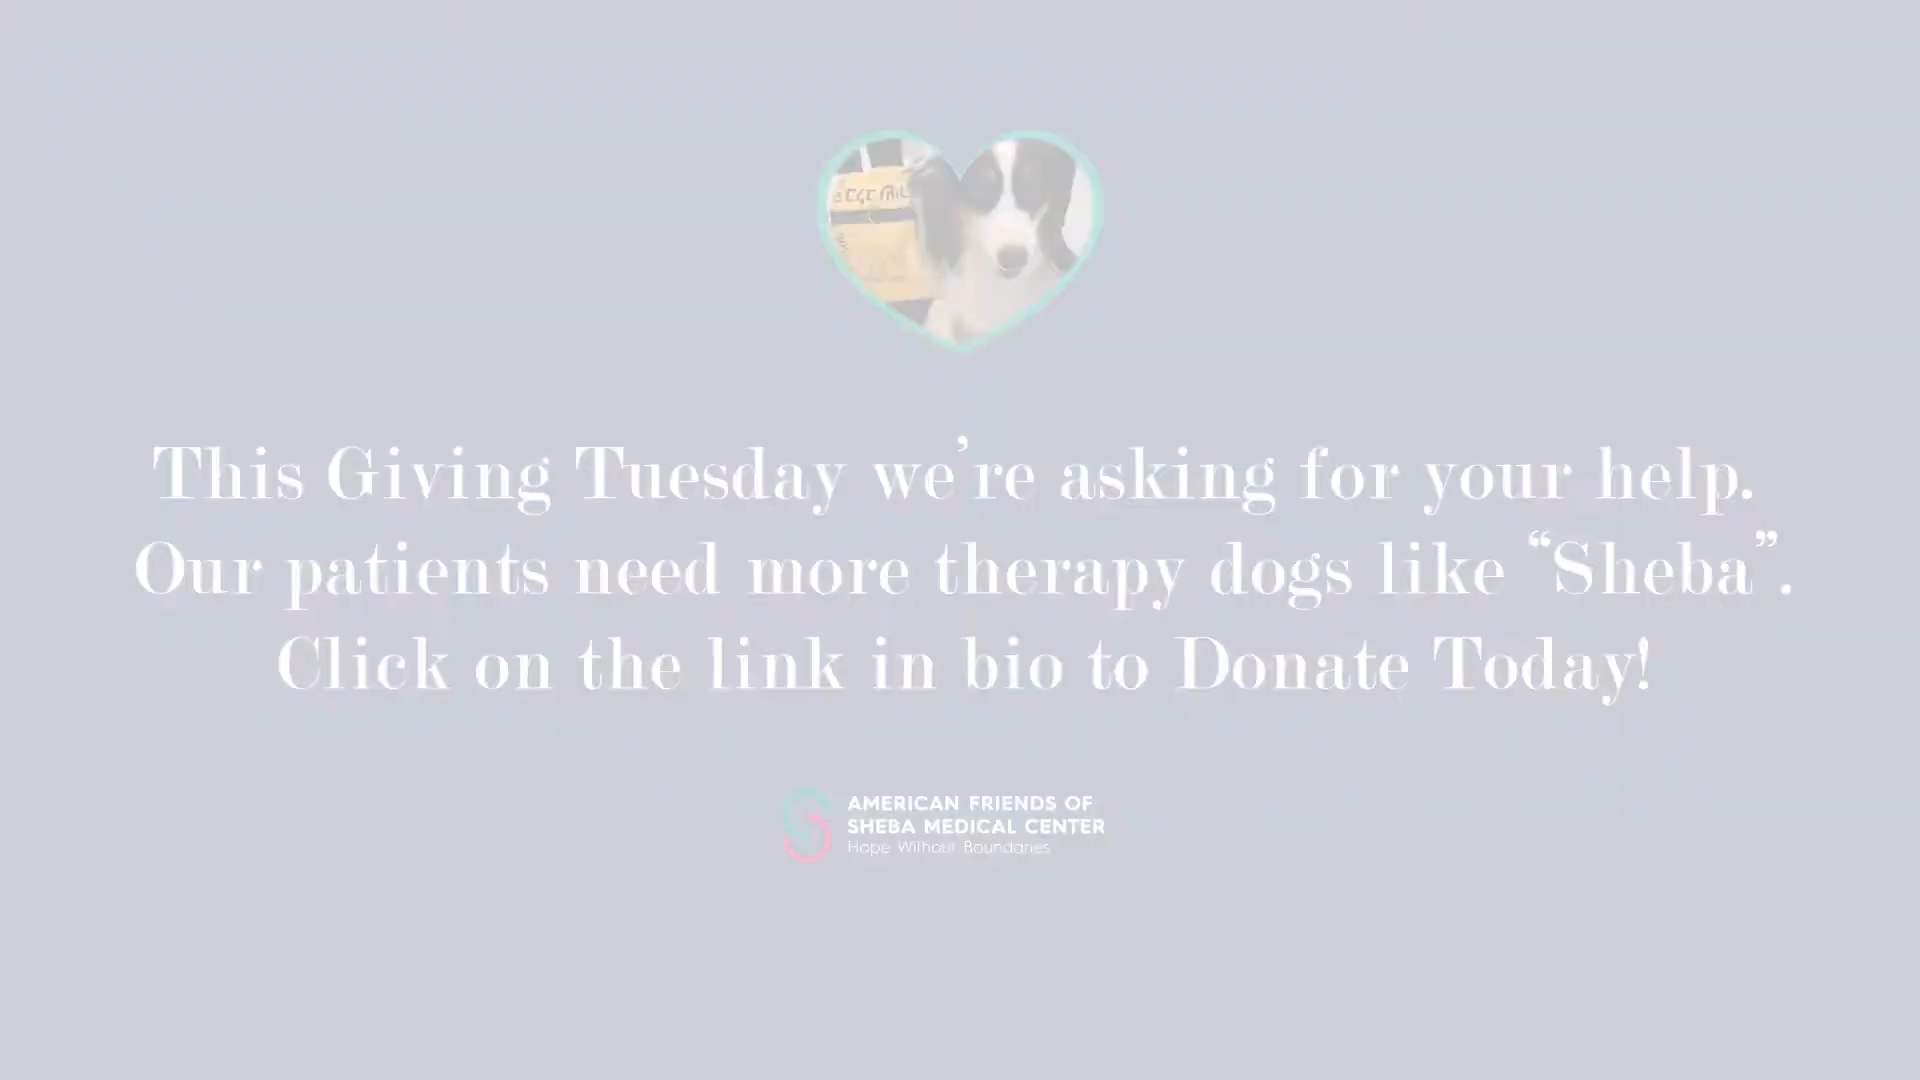 This Giving Tuesday we’re asking for your help.
Our patients need more therapy dogs like “Sheba”.
Click on the link in bio to Donate Today!
AMERICAN FRIENDS OF
SHEBA MEDICAL CENTER
Hope Without Boundaries